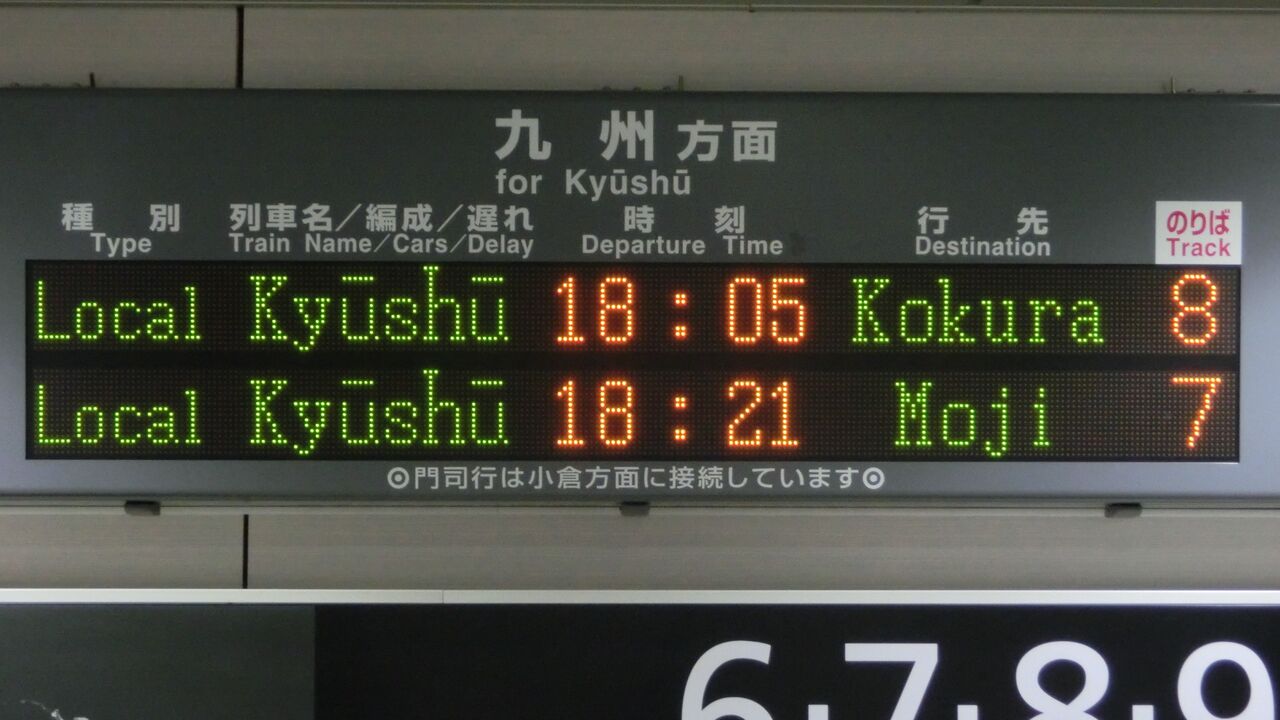 九州方面
for Kyūshū
種別 列車名／編成／遅れ 時刻 行先 のりば
Type Train Name／Cars／Delay Departure Time Destination Track
Local Kyūshū 18:05 Kokura 8
Local Kyūshū 18:21 Moji 7
◎門司行は小倉方面に接続しています◎
6·7·8·9